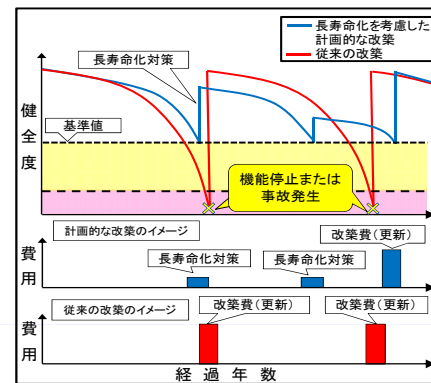 長寿命化を考慮した
計画的な改築
従来の改築
長寿命化対策
健全度
基準値
機能停止または
事故発生
計画的な改築のイメージ
改築費(更新)
長寿命化対策
長寿命化対策
費用
従来の改築のイメージ
改築費(更新)
改築費(更新)
費用
経過年数